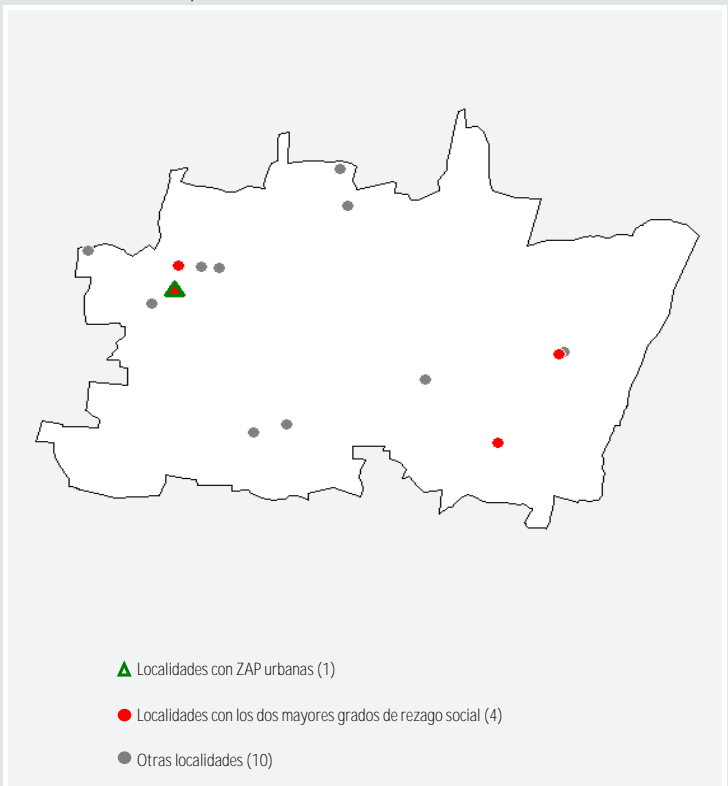 Localidades con ZAP urbanas (1)
Localidades con los dos mayores grados de rezago social (4)
Otras localidades (10)